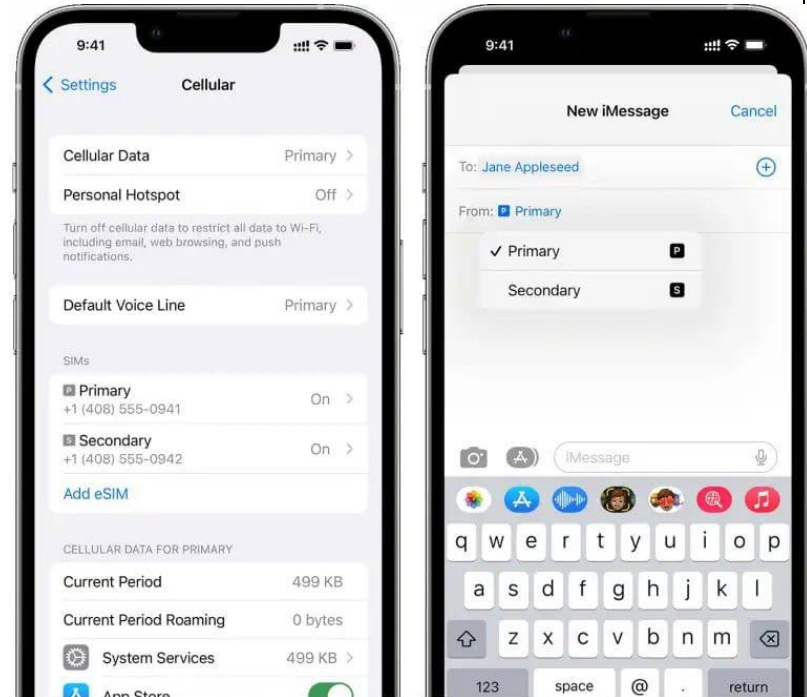 9:41
Settings
Cellular
Cellular Data
Primary
Personal Hotspot
Off
Turn off cellular data to restrict all data to Wi-Fi,
including email, web browsing, and push
notifications.
Default Voice Line
Primary
SIMs
P Primary
+1 (408) 555-0941
On
S Secondary
+1 (408) 555-0942
On
Add eSIM
CELLULAR DATA FOR PRIMARY
Current Period
499 KB
Current Period Roaming
0 bytes
System Services
499 KB
App Store
9:41
New iMessage
Cancel
To: Jane Appleseed
From: P Primary
✓ Primary P
Secondary S
iMessage
q w e r t y u i o p
a s d f g h j k l
z x c v b n m
123 space @ . return